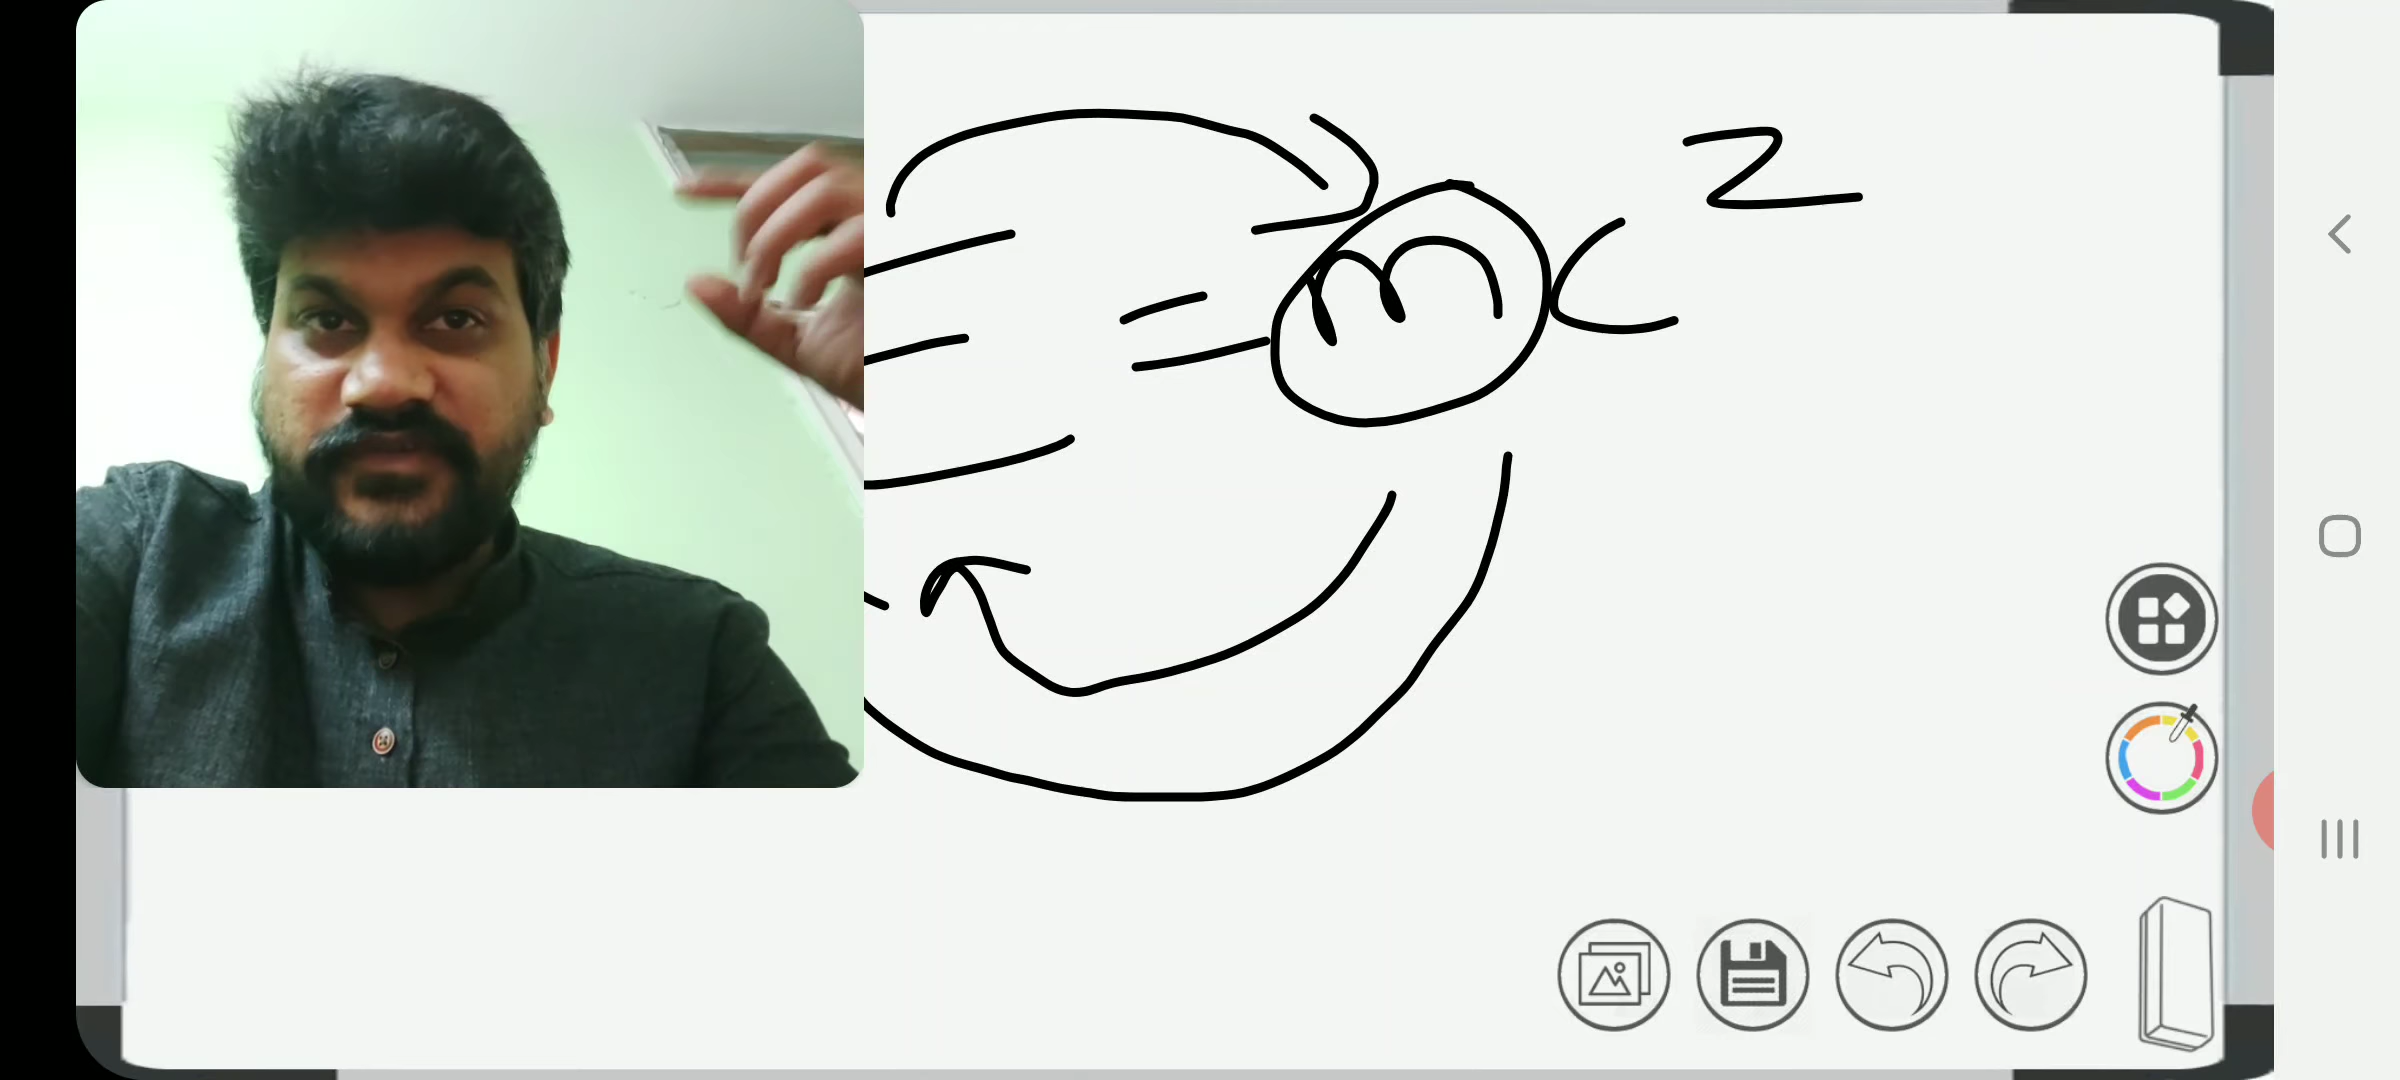 E = mc²